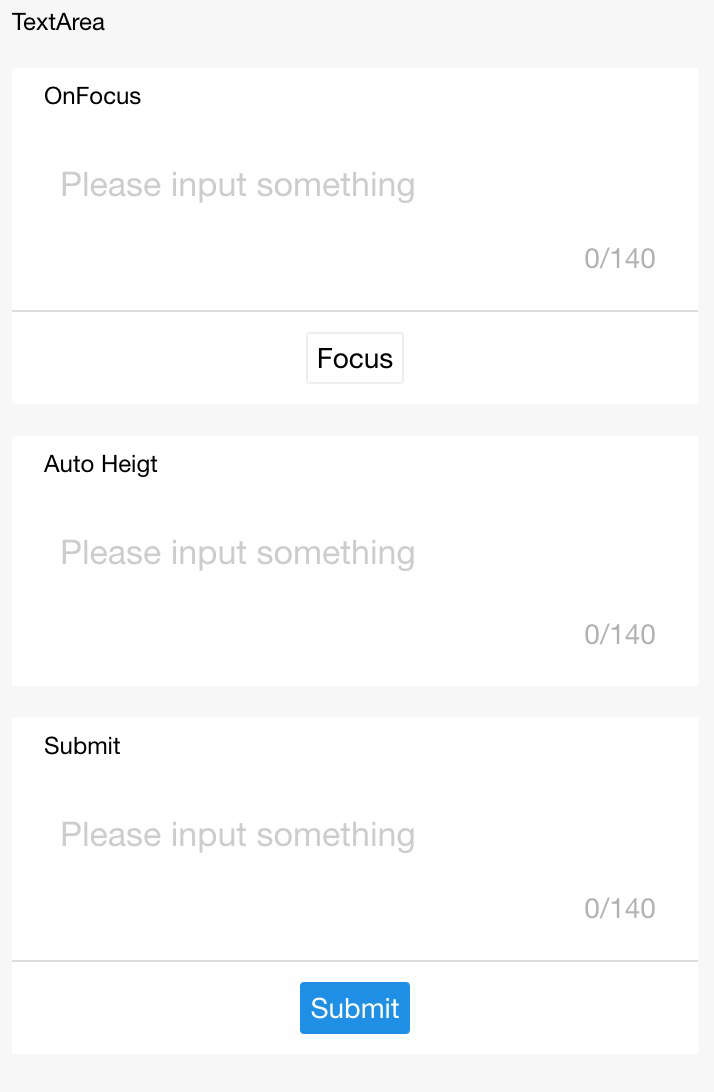 TextArea
OnFocus
Please input something
0/140
Focus
Auto Heigt
Please input something
0/140
Submit
Please input something
0/140
Submit